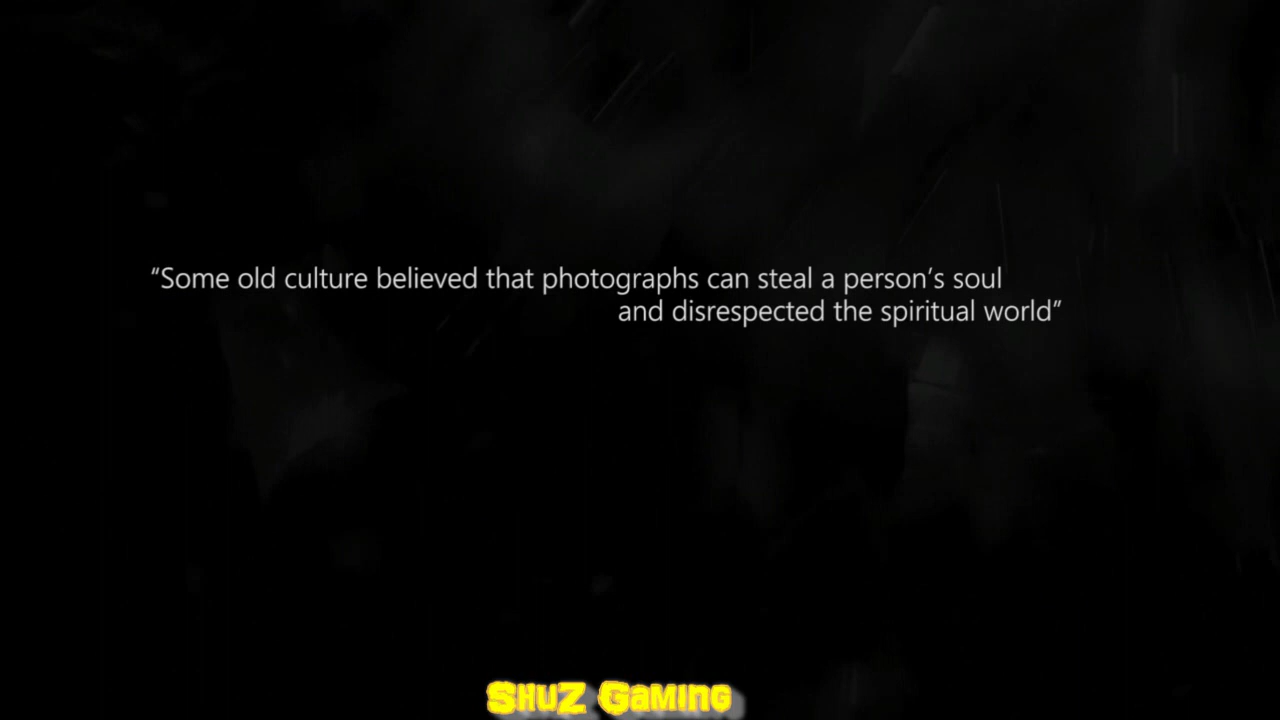 “Some old culture believed that photographs can steal a person’s soul
and disrespected the spiritual world”
SHUZ GAMING